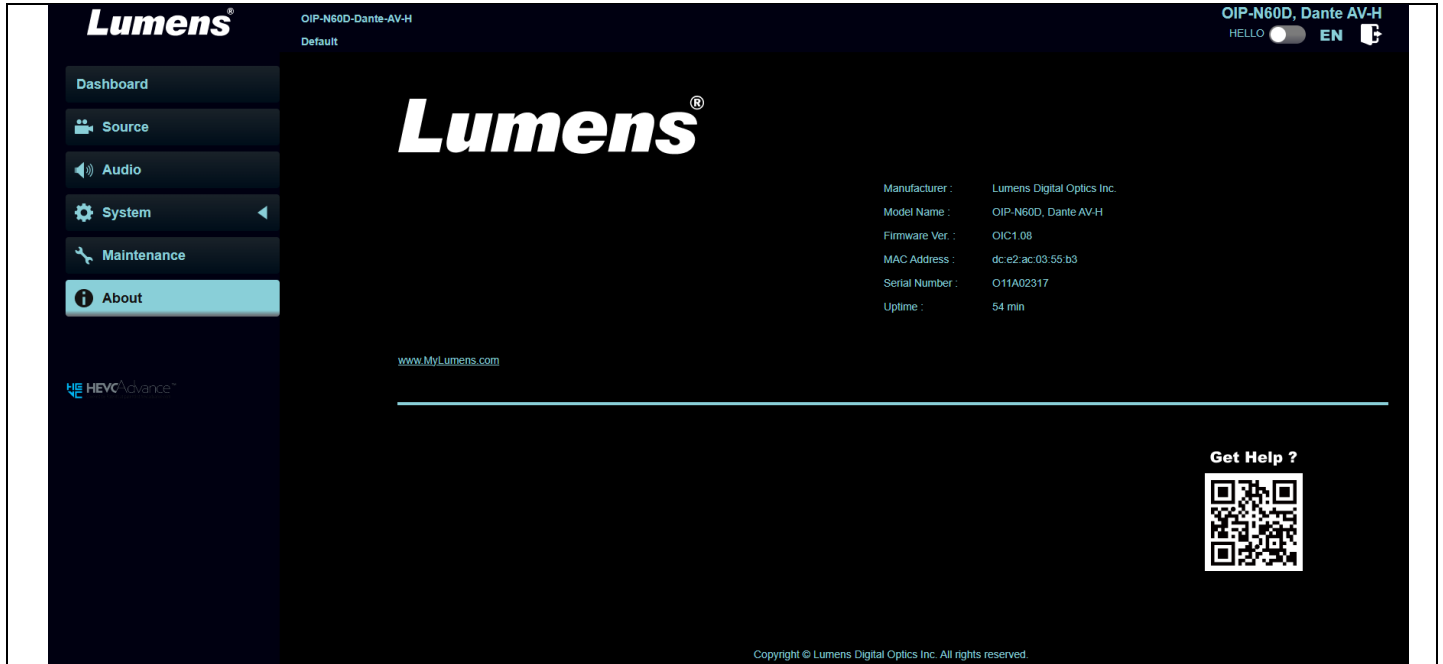 Lumens®
OIP-N60D-Dante-AV-H
Default
OIP-N60D, Dante AV-H
HELLO EN
Dashboard
Source
Audio
System
Maintenance
About
HEVC Advance™
Lumens®
Manufacturer : Lumens Digital Optics Inc.
Model Name : OIP-N60D, Dante AV-H
Firmware Ver. : OIC1.08
MAC Address : dc:e2:ac:03:55:b3
Serial Number : O11A02317
Uptime : 54 min
www.MyLumens.com
Get Help ?
Copyright © Lumens Digital Optics Inc. All rights reserved.